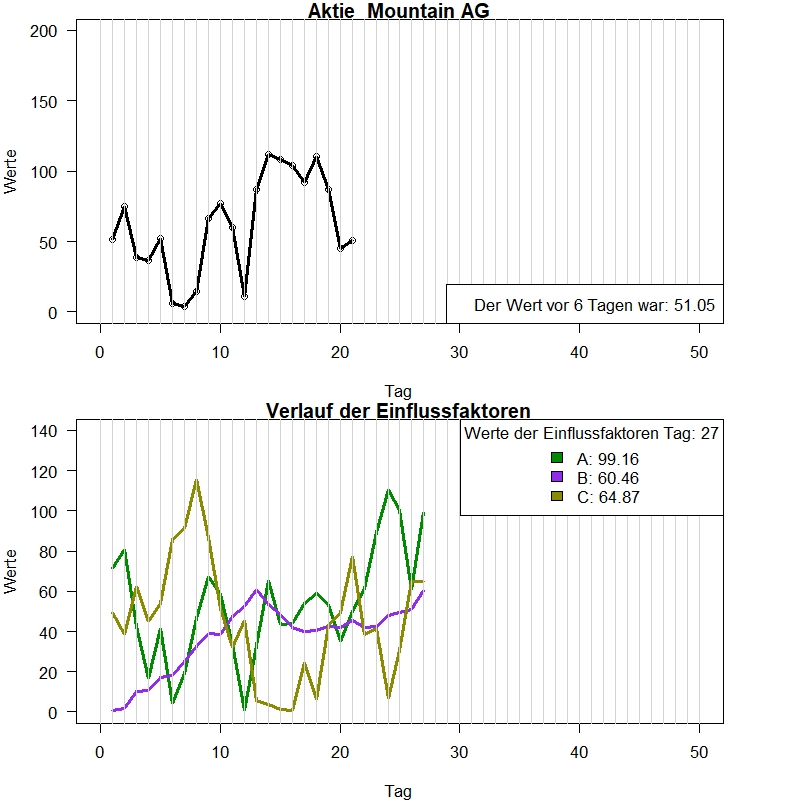 Aktie  Mountain AG
200
150
100
50
0
Werte
Der Wert vor 6 Tagen war: 51.05
0 10 20 30 40 50
Tag
Verlauf der Einflussfaktoren
140
120
100
80
60
40
20
0
Werte
Werte der Einflussfaktoren Tag: 27
A: 99.16
B: 60.46
C: 64.87
0 10 20 30 40 50
Tag